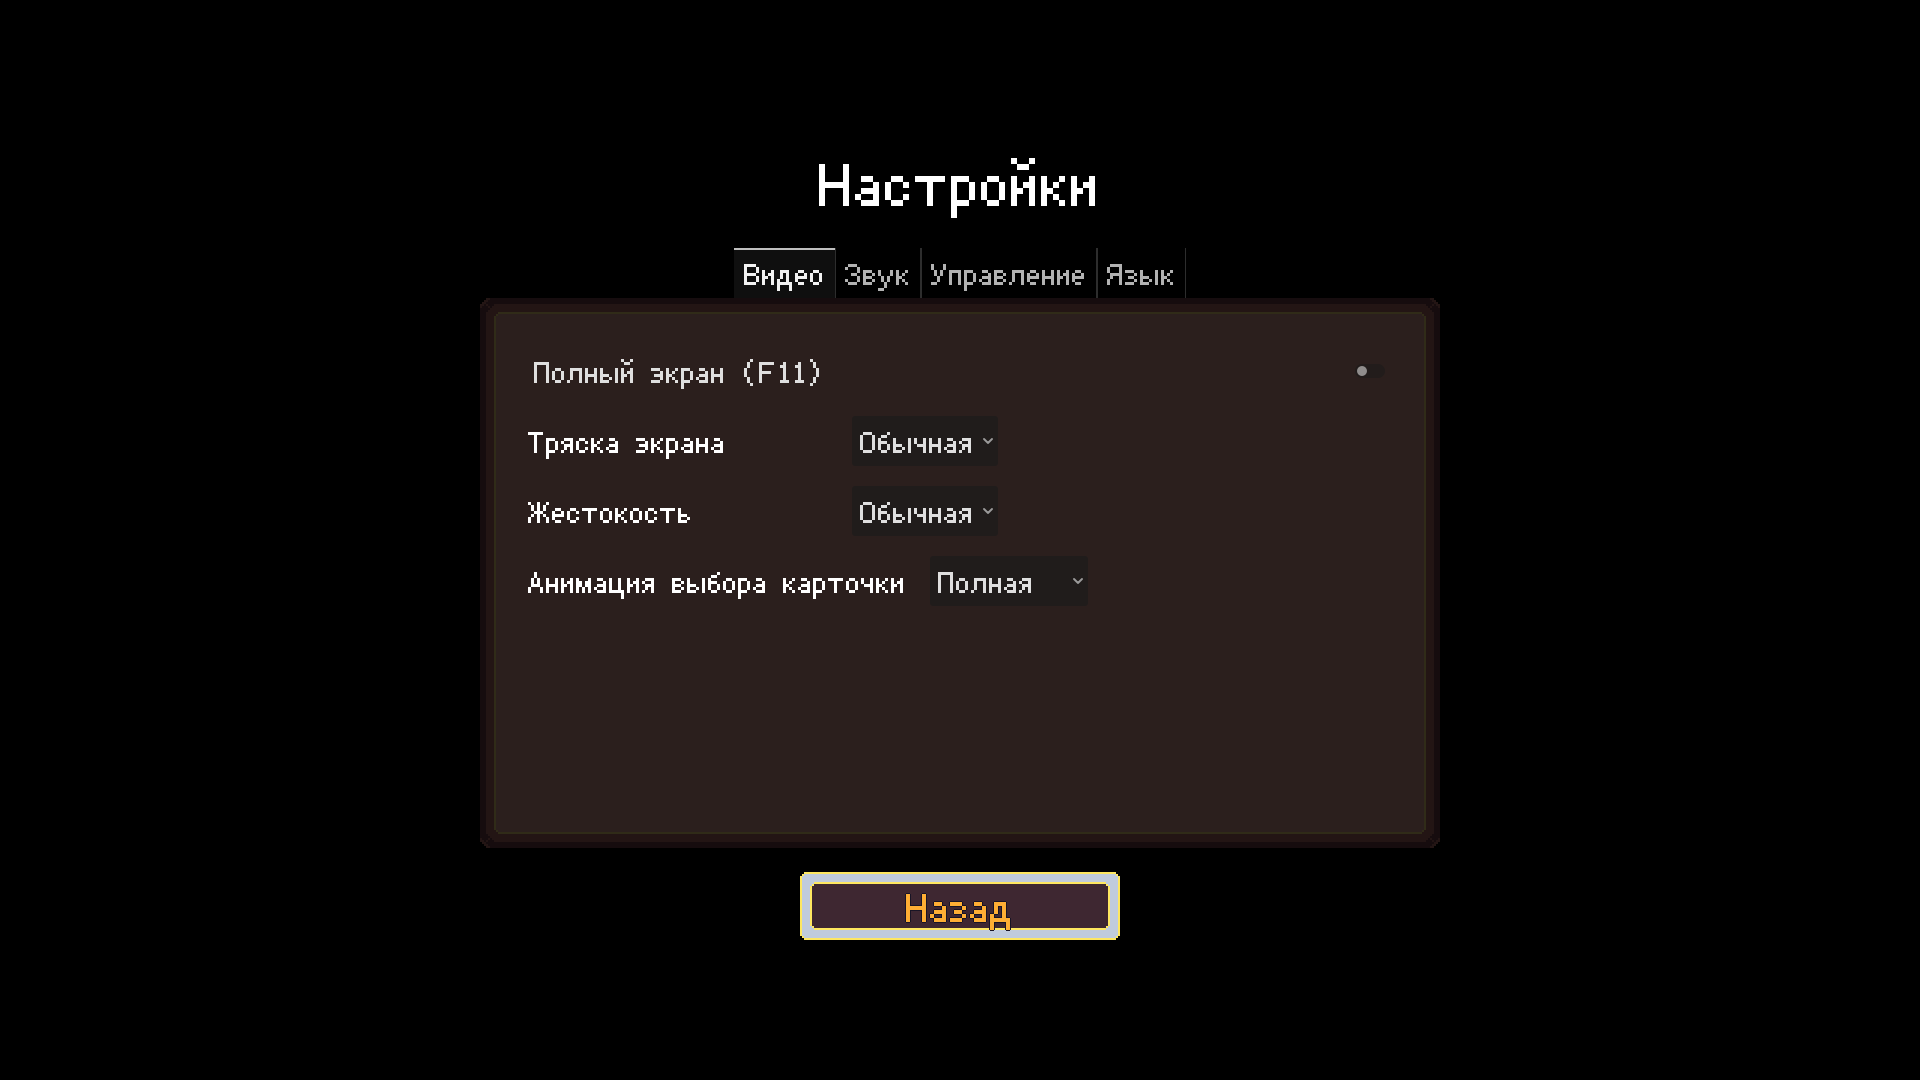 Настройки
Видео Звук Управление Язык
Полный экран (F11)
Тряска экрана Обычная
Жестокость Обычная
Анимация выбора карточки Полная
Назад